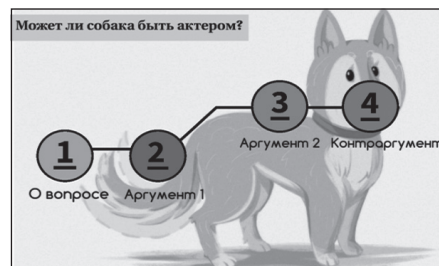 Может ли собака быть актером?
1
2
3
4
О вопросе
Аргумент 1
Аргумент 2
Контраргумент